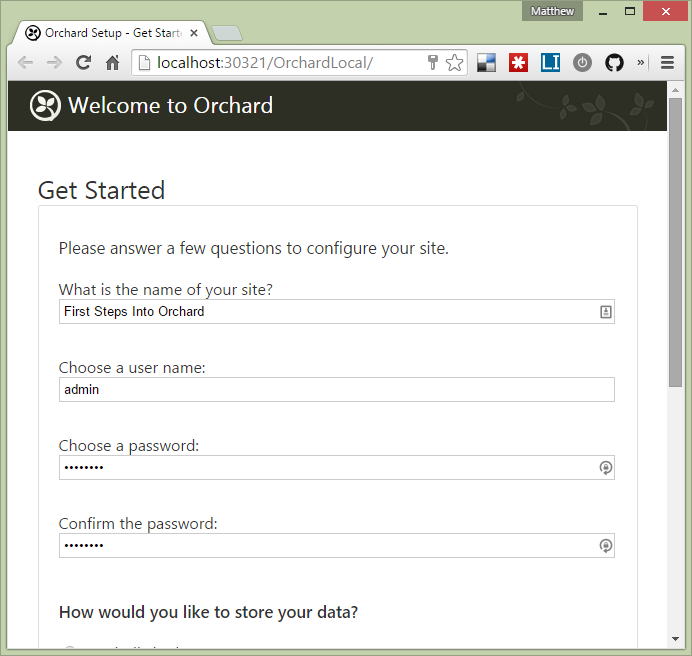 Matthew
Orchard Setup - Get Starte
localhost:30321/OrchardLocal/
LI
»
Welcome to Orchard
Get Started
Please answer a few questions to configure your site.
What is the name of your site?
First Steps Into Orchard
Choose a user name:
admin
Choose a password:
••••••••
Confirm the password:
••••••••
How would you like to store your data?